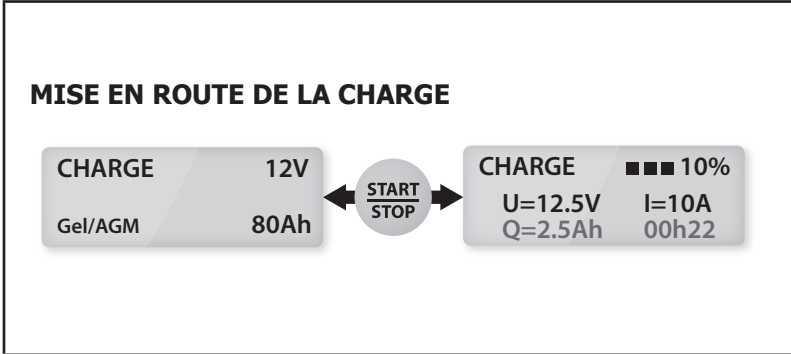 MISE EN ROUTE DE LA CHARGE
CHARGE 12V
Gel/AGM 80Ah
START
STOP
CHARGE 10%
U=12.5V I=10A
Q=2.5Ah 00h22